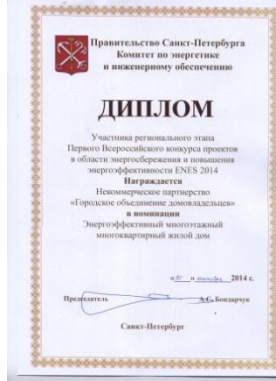 Правительство Санкт-Петербурга
Комитет по энергетике
и инженерному обеспечению
ДИПЛОМ
Участника регионального этапа
Первого Всероссийского конкурса проектов
в области энергосбережения и повышения
энергоэффективности ENES 2014
Награждается
Некоммерческое партнерство
«Городское объединение домовладельцев»
в номинации
Энергоэффективный многоэтажный
многоквартирный жилой дом
2014 г.
Председатель А.С. Бондарчук
Санкт-Петербург